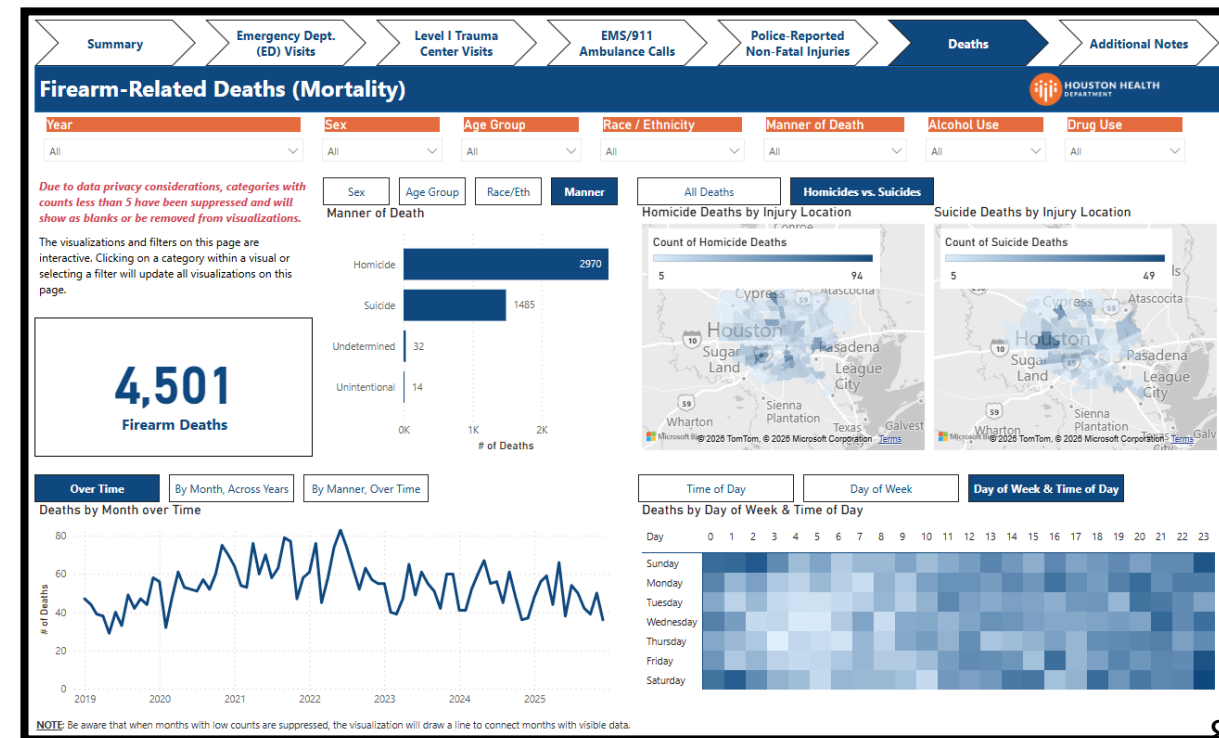 Summary
Emergency Dept.
(ED) Visits
Level I Trauma
Center Visits
EMS/911
Ambulance Calls
Police-Reported
Non-Fatal Injuries
Deaths
Additional Notes
Firearm-Related Deaths (Mortality)
HOUSTON HEALTH
DEPARTMENT
Year Sex Age Group Race / Ethnicity Manner of Death Alcohol Use Drug Use
All All All All All All All
Due to data privacy considerations, categories with
counts less than 5 have been suppressed and will
show as blanks or be removed from visualizations.
The visualizations and filters on this page are
interactive. Clicking on a category within a visual or
selecting a filter will update all visualizations on this
page.
4,501
Firearm Deaths
Sex Age Group Race/Eth Manner
Manner of Death
Homicide 2970
Suicide 1485
Undetermined 32
Unintentional 14
0K 1K 2K
# of Deaths
All Deaths Homicides vs. Suicides
Homicide Deaths by Injury Location
Conroe
Count of Homicide Deaths
5 94
Cypress 59 Atascocita
Houston
10
Sugar 69 Pasadena
Land League
City
59 Sienna
Wharton Plantation
Texas Galvest
© 2026 TomTom, © 2026 Microsoft Corporation Terms
Suicide Deaths by Injury Location
Count of Suicide Deaths
5 49
ls
Cypress 59 Atascocita
Houston
10
Sugar 69 Pasadena
Land League
City
59 Sienna
Wharton Plantation
Texas Galv
© 2026 TomTom, © 2026 Microsoft Corporation Terms
Over Time By Month, Across Years By Manner, Over Time
Deaths by Month over Time
# of Deaths
80
60
40
20
0
2019 2020 2021 2022 2023 2024 2025
NOTE: Be aware that when months with low counts are suppressed, the visualization will draw a line to connect months with visible data.
Time of Day Day of Week Day of Week & Time of Day
Deaths by Day of Week & Time of Day
Day 0 1 2 3 4 5 6 7 8 9 10 11 12 13 14 15 16 17 18 19 20 21 22 23
Sunday
Monday
Tuesday
Wednesday
Thursday
Friday
Saturday